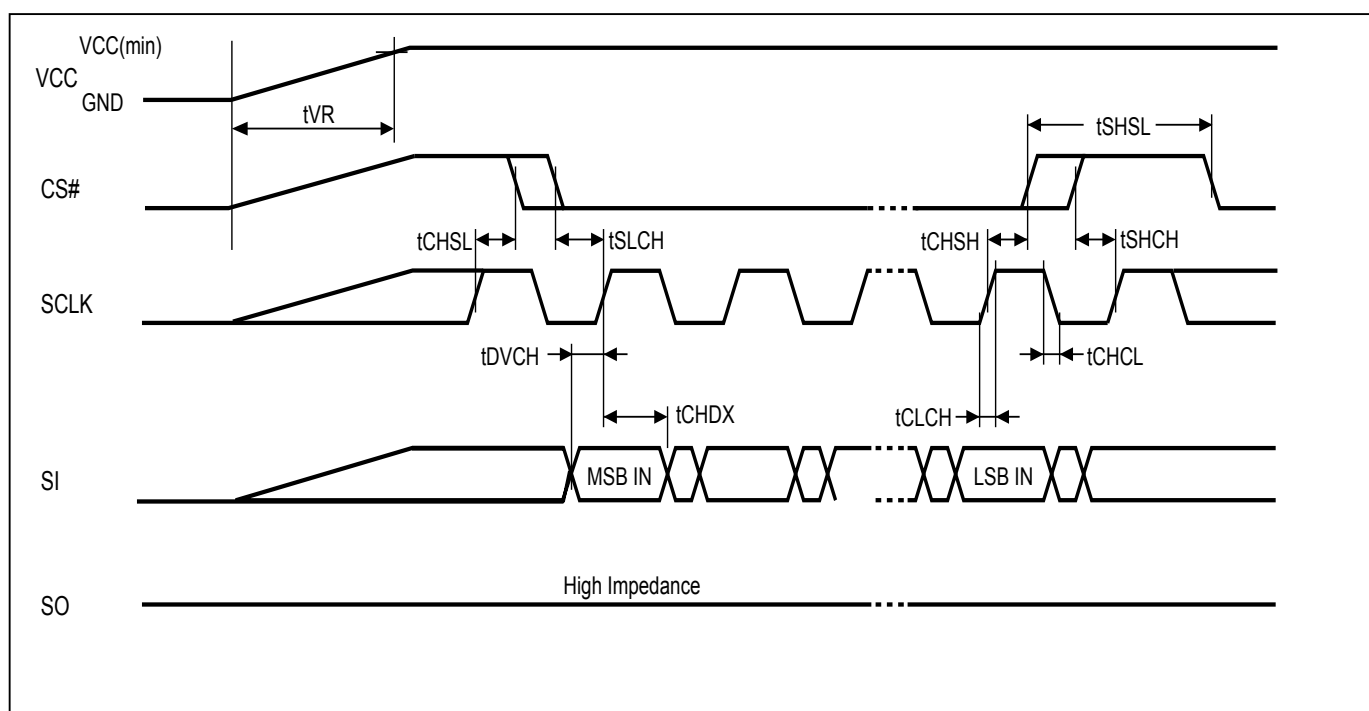 VCC(min)
VCC
GND
tVR
tSHSL
CS#
tCHSL
tSLCH
tCHSH
tSHCH
SCLK
tDVCH
tCHCL
tCHDX
tCLCH
SI
MSB IN
LSB IN
High Impedance
SO